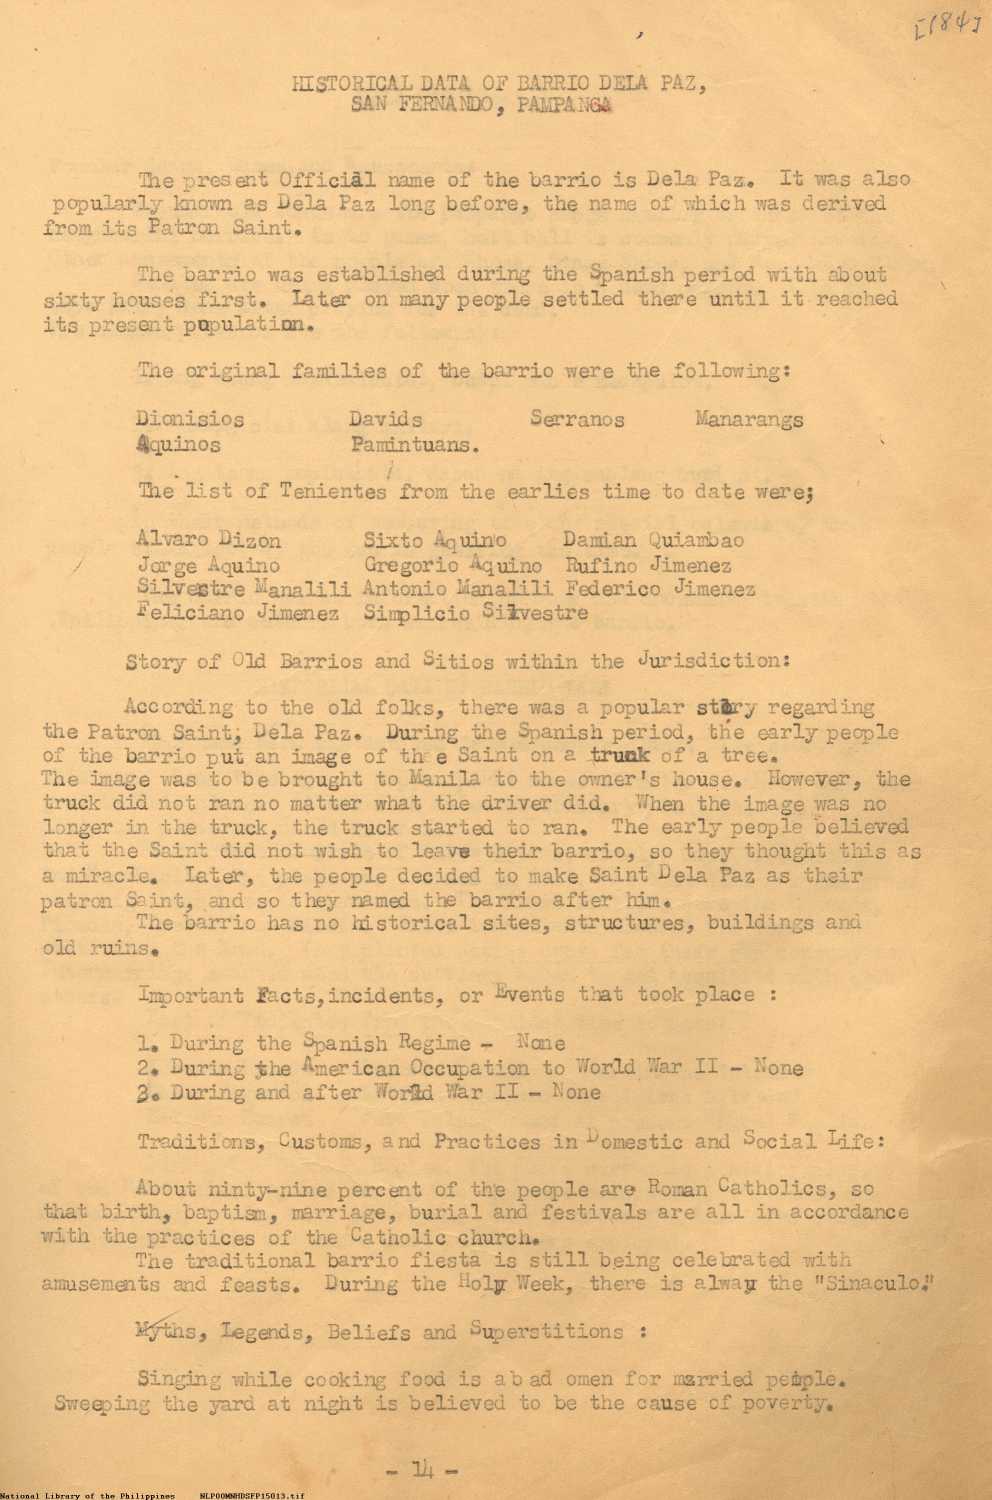 [184]
HISTORICAL DATA OF BARRIO DELA PAZ,
SAN FERNANDO, PAMPANGA
The present Official name of the barrio is Dela Paz. It was also
popularly known as Dela Paz long before, the name of which was derived
from its Patron Saint.
The barrio was established during the Spanish period with about
sixty houses first. Later on many people settled there until it reached
its present population.
The original families of the barrio were the following:
Dionisios Davids Serranos Manarangs
Aquinos Pamintuans.
The list of Tenientes from the earlies time to date were;
Alvaro Dizon Sixto Aquino Damian Quiambao
Jorge Aquino Gregorio Aquino Rufino Jimenez
Silvestre Manalili Antonio Manalili Federico Jimenez
Feliciano Jimenez Simplicio Silvestre
Story of Old Barrios and Sitios within the Jurisdiction:
According to the old folks, there was a popular story regarding
the Patron Saint, Dela Paz. During the Spanish period, the early people
of the barrio put an image of the Saint on a trunk of a tree.
The image was to be brought to Manila to the owner's house. However, the
truck did not ran no matter what the driver did. When the image was no
longer in the truck, the truck started to ran. The early people believed
that the Saint did not wish to leave their barrio, so they thought this as
a miracle. Later, the people decided to make Saint Dela Paz as their
patron Saint, and so they named the barrio after him.
The barrio has no historical sites, structures, buildings and
old ruins.
Important Facts, incidents, or Events that took place :
1. During the Spanish Regime - None
2. During the American Occupation to World War II - None
3. During and after World War II - None
Traditions, Customs, and Practices in Domestic and Social Life:
About ninty-nine percent of the people are Roman Catholics, so
that birth, baptism, marriage, burial and festivals are all in accordance
with the practices of the Catholic church.
The traditional barrio fiesta is still being celebrated with
amusements and feasts. During the Holy Week, there is alway the "Sinaculo."
Myths, Legends, Beliefs and Superstitions :
Singing while cooking food is a bad omen for married people.
Sweeping the yard at night is believed to be the cause of poverty.
- 14 -
National Library of the Philippines NLP00MNHDSFP15013.tif